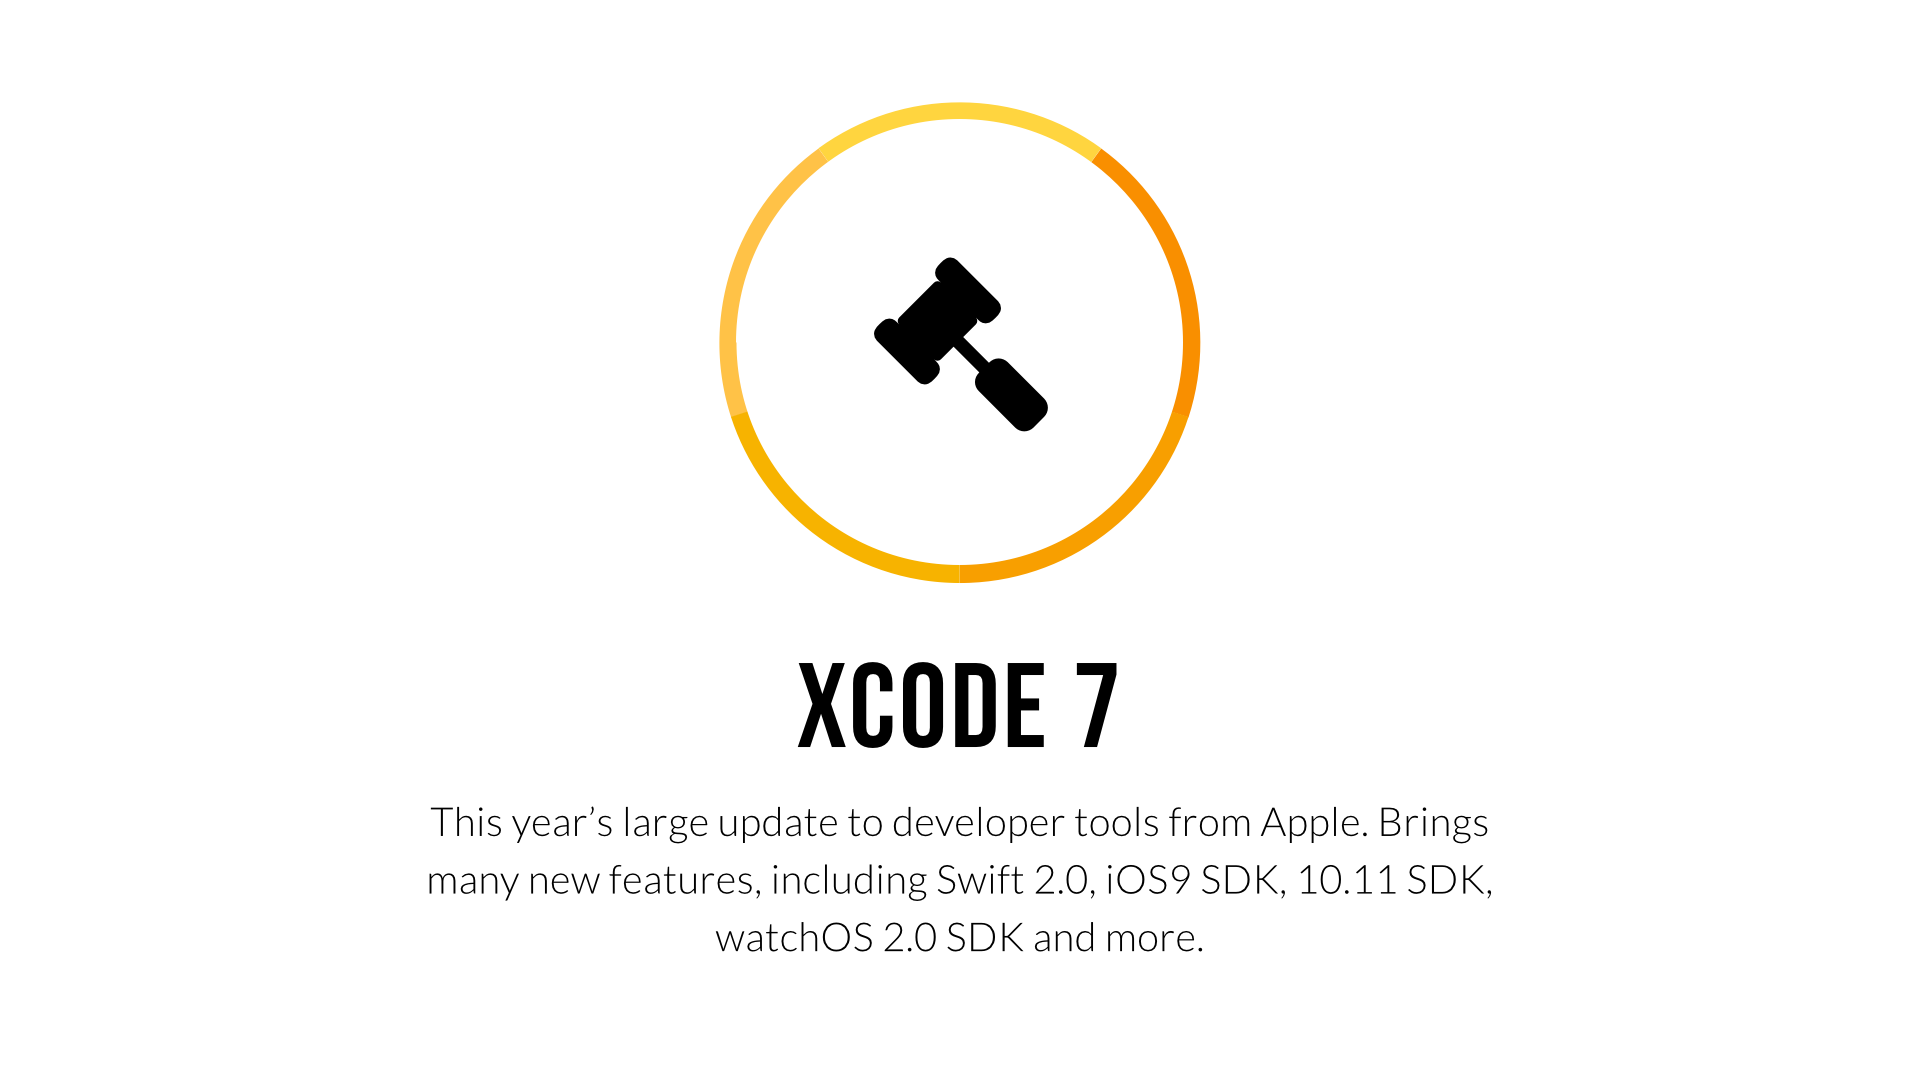 XCODE 7
This year’s large update to developer tools from Apple. Brings
many new features, including Swift 2.0, iOS9 SDK, 10.11 SDK,
watchOS 2.0 SDK and more.